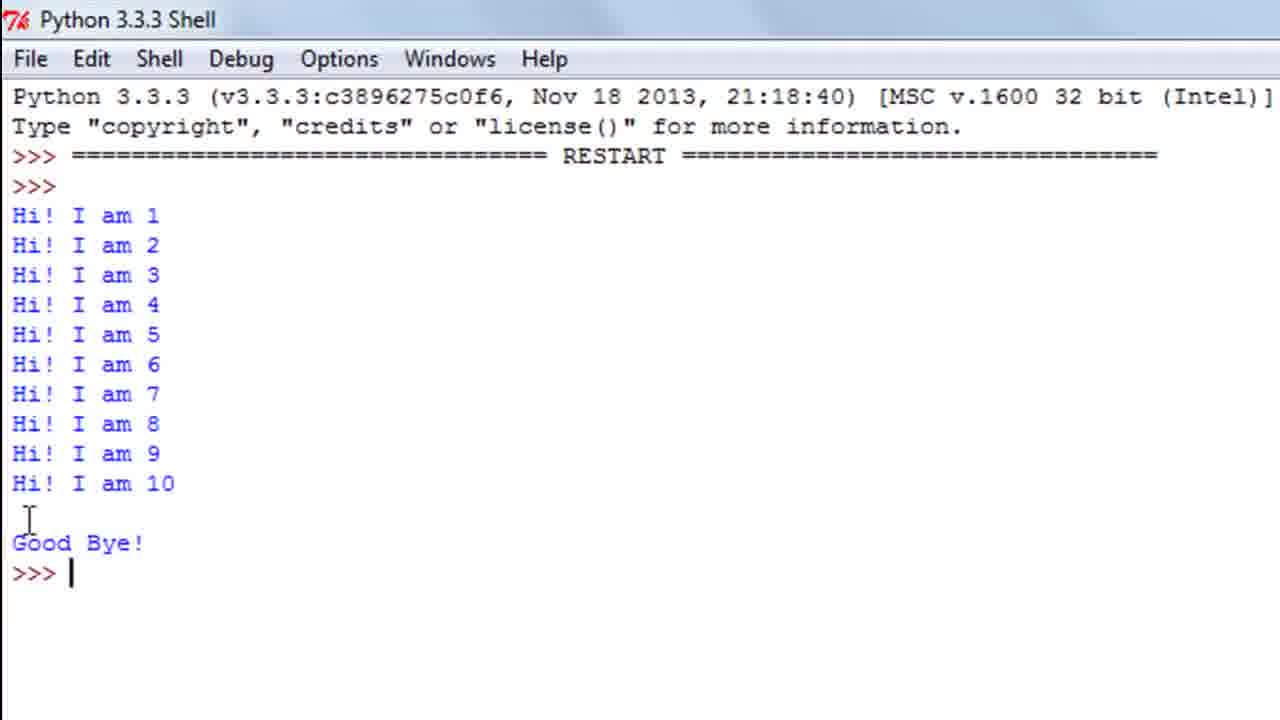 Python 3.3.3 Shell
File Edit Shell Debug Options Windows Help
Python 3.3.3 (v3.3.3:c3896275c0f6, Nov 18 2013, 21:18:40) [MSC v.1600 32 bit (Intel)]
Type "copyright", "credits" or "license()" for more information.
>>> ================================ RESTART ================================
>>>
Hi! I am 1
Hi! I am 2
Hi! I am 3
Hi! I am 4
Hi! I am 5
Hi! I am 6
Hi! I am 7
Hi! I am 8
Hi! I am 9
Hi! I am 10
Good Bye!
>>>